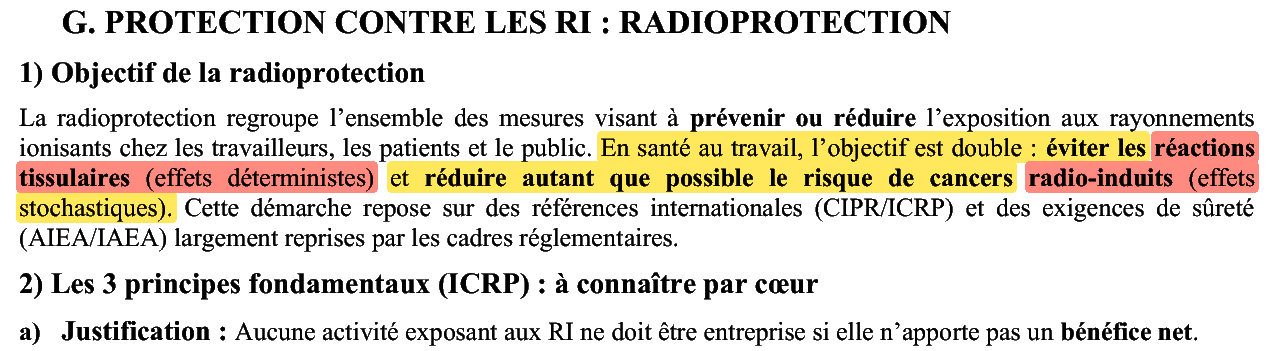 G. PROTECTION CONTRE LES RI : RADIOPROTECTION
1) Objectif de la radioprotection
La radioprotection regroupe l’ensemble des mesures visant à prévenir ou réduire l’exposition aux rayonnements
ionisants chez les travailleurs, les patients et le public. En santé au travail, l’objectif est double : éviter les réactions
tissulaires (effets déterministes) et réduire autant que possible le risque de cancers radio-induits (effets
stochastiques). Cette démarche repose sur des références internationales (CIPR/ICRP) et des exigences de sûreté
(AIEA/IAEA) largement reprises par les cadres réglementaires.
2) Les 3 principes fondamentaux (ICRP) : à connaître par cœur
a) Justification : Aucune activité exposant aux RI ne doit être entreprise si elle n’apporte pas un bénéfice net.